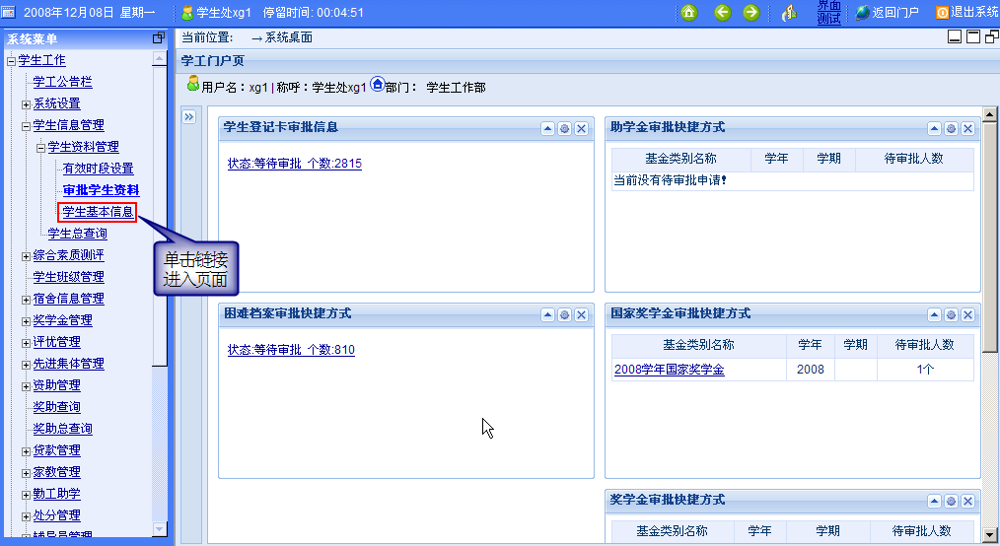 2008年12月08日 星期一 学生处xg1 停留时间: 00:04:51 界面测试 返回门户 退出系统
系统菜单
学生工作
学工公告栏
系统设置
学生信息管理
学生资料管理
有效时段设置
审批学生资料
学生基本信息
学生总查询
综合素质测评
学生班级管理
宿舍信息管理
奖学金管理
评优管理
先进集体管理
资助管理
奖助查询
奖助总查询
贷款管理
家教管理
勤工助学
处分管理
辅导员管理
单击链接
进入页面
当前位置: →系统桌面
学工门户页
用户名：xg1 | 称呼：学生处xg1 部门： 学生工作部
学生登记卡审批信息
状态:等待审批 个数:2815
助学金审批快捷方式
基金类别名称 学年 学期 待审批人数
当前没有待审批申请!
困难档案审批快捷方式
状态:等待审批 个数:810
国家奖学金审批快捷方式
基金类别名称 学年 学期 待审批人数
2008学年国家奖学金 2008 1个
奖学金审批快捷方式
基金类别名称 学年 学期 待审批人数